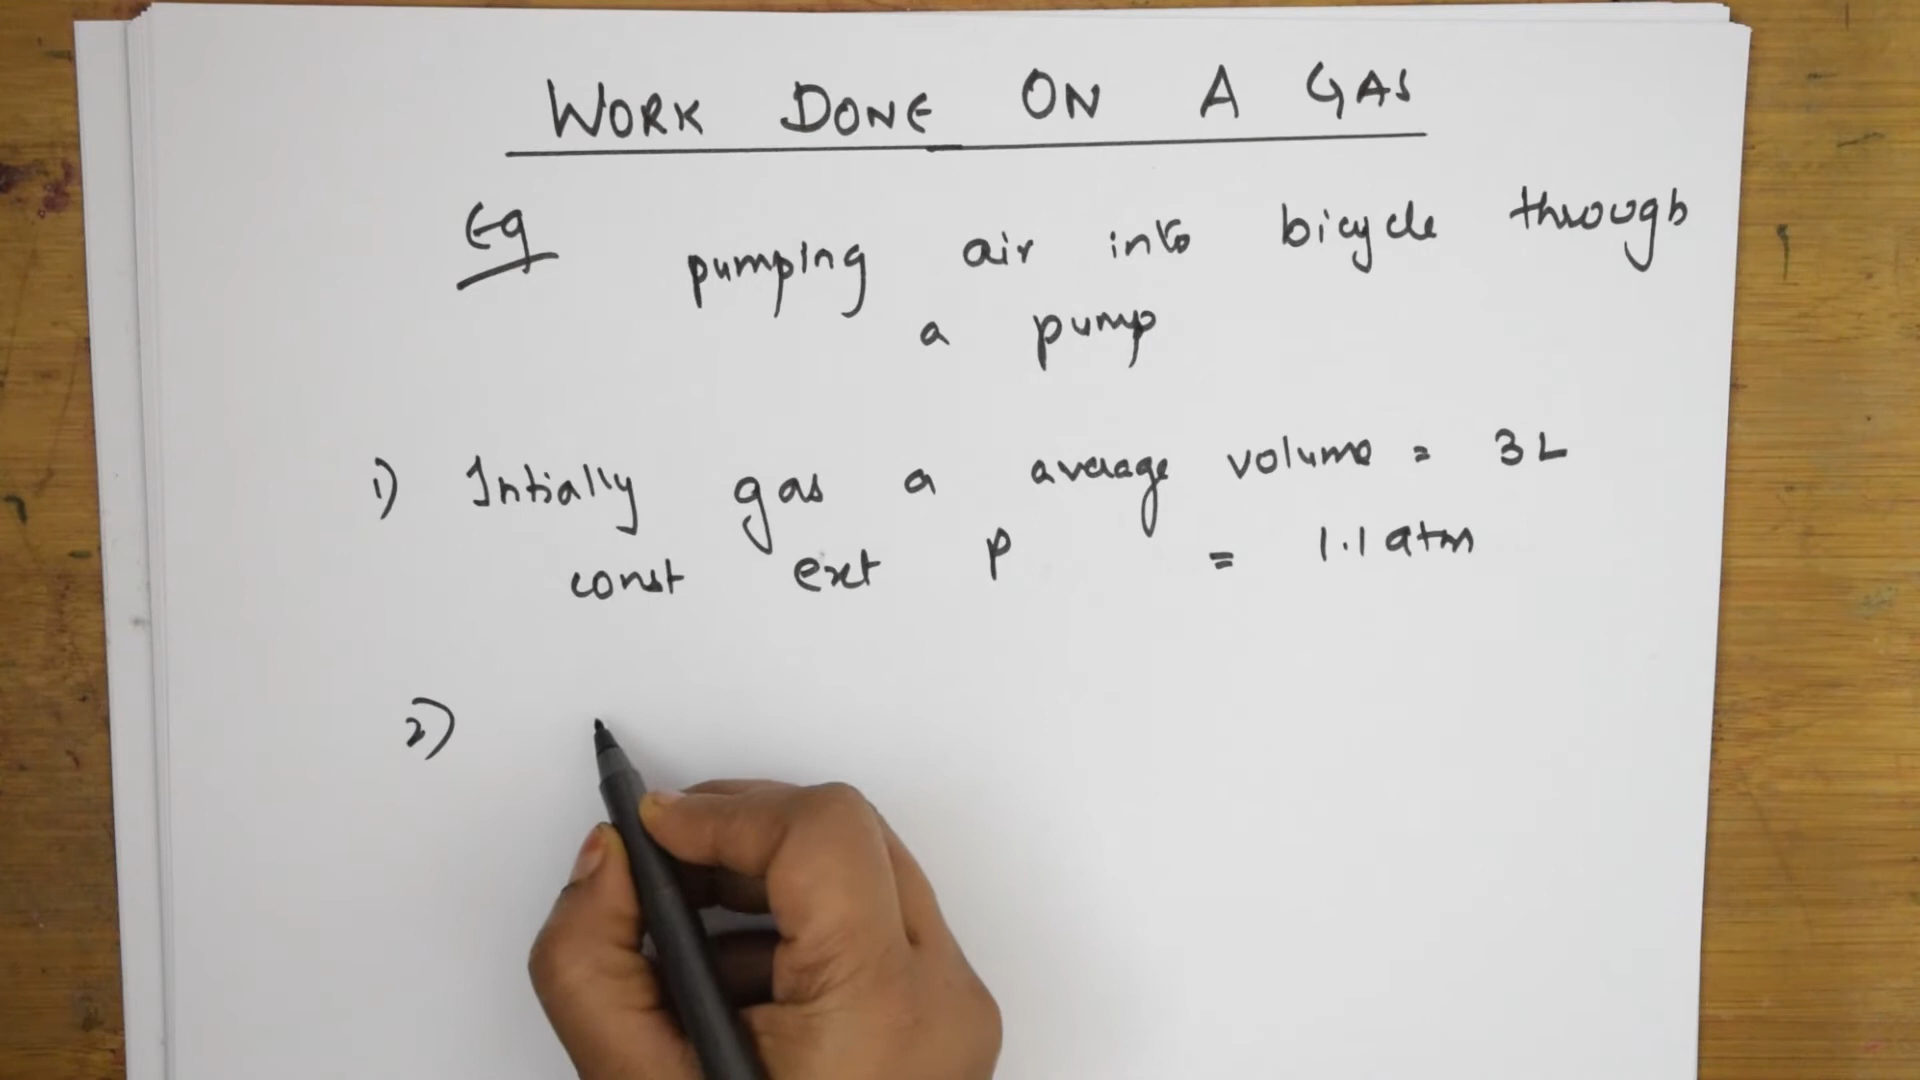 WORK DONE ON A GAS
Eg pumping air into bicycle through
a pump
1) Intially gas a average volume = 3L
const ext P = 1.1 atm
2)